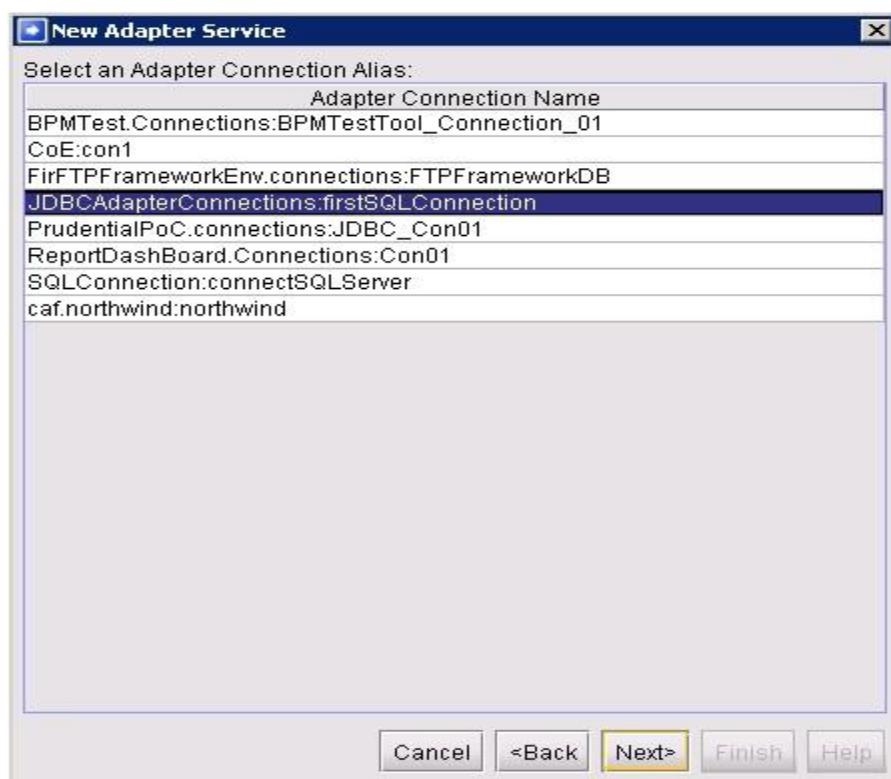 New Adapter Service
Select an Adapter Connection Alias:
Adapter Connection Name
BPMTest.Connections:BPMTestTool_Connection_01
CoE:con1
FirFTPFrameworkEnv.connections:FTPFrameworkDB
JDBCAdapterConnections:firstSQLConnection
PrudentialPoC.connections:JDBC_Con01
ReportDashBoard.Connections:Con01
SQLConnection:connectSQLServer
caf.northwind:northwind
Cancel <Back Next> Finish Help